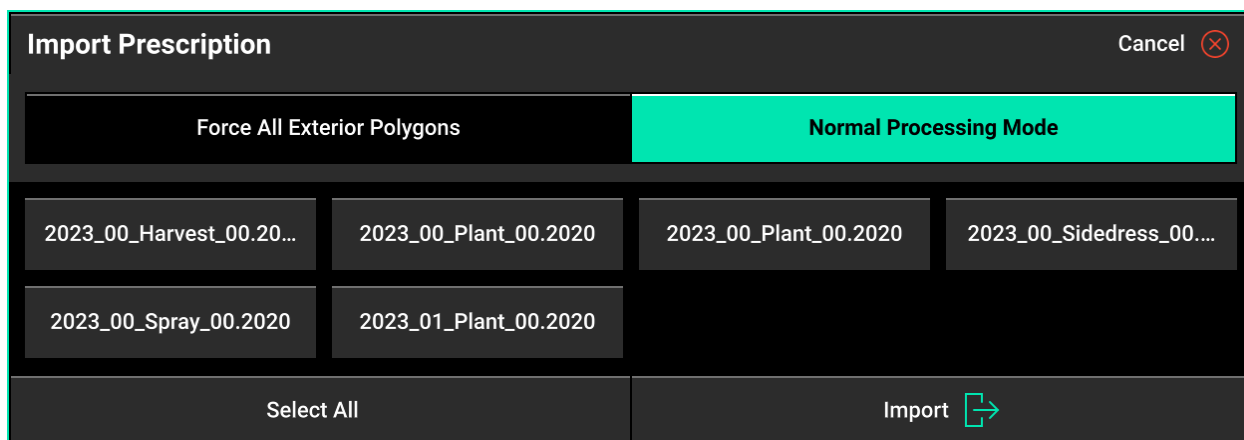 Import Prescription
Cancel
Force All Exterior Polygons
Normal Processing Mode
2023_00_Harvest_00.20...
2023_00_Plant_00.2020
2023_00_Plant_00.2020
2023_00_Sidedress_00....
2023_00_Spray_00.2020
2023_01_Plant_00.2020
Select All
Import